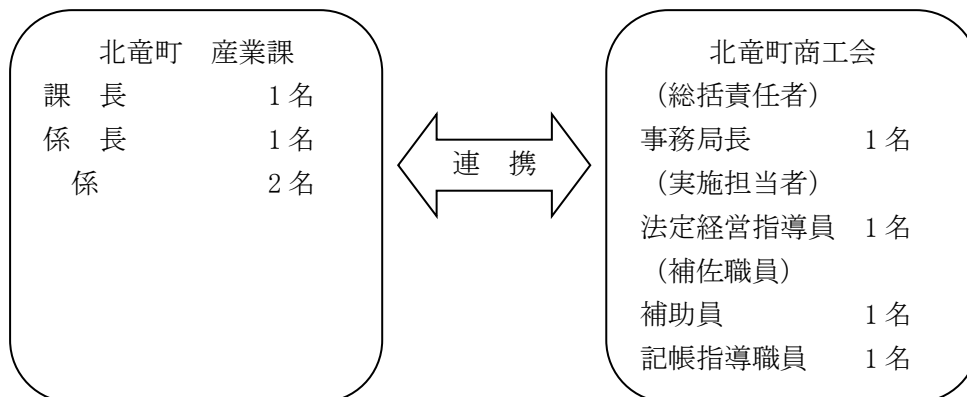 北竜町　産業課
課　長　1名
係　長　1名
係　2名
連　携
北竜町商工会
（総括責任者）
事務局長　1名
（実施担当者）
法定経営指導員　1名
（補佐職員）
補助員　1名
記帳指導職員　1名